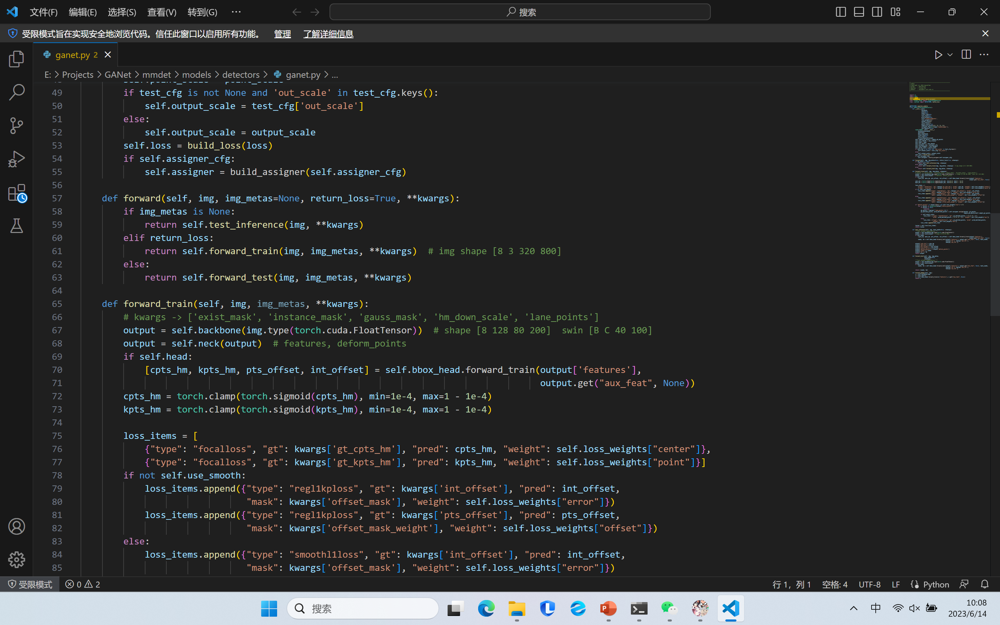 文件(F) 编辑(E) 选择(S) 查看(V) 转到(G) ··· 搜索
受限模式旨在实现安全地浏览代码。信任此窗口以启用所有功能。 管理 了解详细信息
ganet.py 2
E: > Projects > GANet > mmdet > models > detectors > ganet.py > ...
49 if test_cfg is not None and 'out_scale' in test_cfg.keys():
50 self.output_scale = test_cfg['out_scale']
51 else:
52 self.output_scale = output_scale
53 self.loss = build_loss(loss)
54 if self.assigner_cfg:
55 self.assigner = build_assigner(self.assigner_cfg)
56
57 def forward(self, img, img_metas=None, return_loss=True, **kwargs):
58 if img_metas is None:
59 return self.test_inference(img, **kwargs)
60 elif return_loss:
61 return self.forward_train(img, img_metas, **kwargs)  # img shape [8 3 320 800]
62 else:
63 return self.forward_test(img, img_metas, **kwargs)
64
65 def forward_train(self, img, img_metas, **kwargs):
66 # kwargs -> ['exist_mask', 'instance_mask', 'gauss_mask', 'hm_down_scale', 'lane_points']
67 output = self.backbone(img.type(torch.cuda.FloatTensor))  # shape [8 128 80 200]  swin [B C 40 100]
68 output = self.neck(output)  # features, deform_points
69 if self.head:
70 [cpts_hm, kpts_hm, pts_offset, int_offset] = self.bbox_head.forward_train(output['features'],
71 output.get("aux_feat", None))
72 cpts_hm = torch.clamp(torch.sigmoid(cpts_hm), min=1e-4, max=1 - 1e-4)
73 kpts_hm = torch.clamp(torch.sigmoid(kpts_hm), min=1e-4, max=1 - 1e-4)
74
75 loss_items = [
76 {"type": "focalloss", "gt": kwargs['gt_cpts_hm'], "pred": cpts_hm, "weight": self.loss_weights["center"]},
77 {"type": "focalloss", "gt": kwargs['gt_kpts_hm'], "pred": kpts_hm, "weight": self.loss_weights["point"]}]
78 if not self.use_smooth:
79 loss_items.append({"type": "regl1kploss", "gt": kwargs['int_offset'], "pred": int_offset,
80 "mask": kwargs['offset_mask'], "weight": self.loss_weights["error"]})
81 loss_items.append({"type": "regl1kploss", "gt": kwargs['pts_offset'], "pred": pts_offset,
82 "mask": kwargs['offset_mask_weight'], "weight": self.loss_weights["offset"]})
83 else:
84 loss_items.append({"type": "smoothl1loss", "gt": kwargs['int_offset'], "pred": int_offset,
85 "mask": kwargs['offset_mask'], "weight": self.loss_weights["error"]})
受限模式 0 2 行 1，列 1 空格: 4 UTF-8 LF Python
搜索 中 10:08
2023/6/14